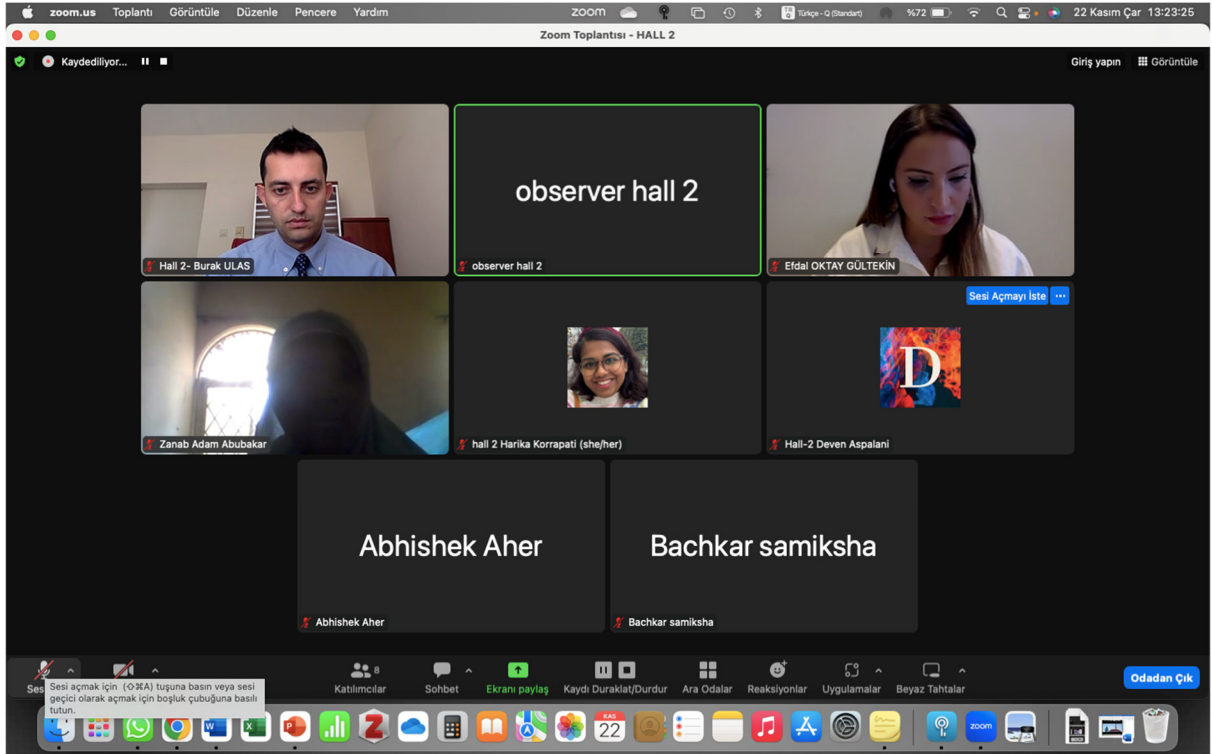 zoom.us Toplantı Görüntüle Düzenle Pencere Yardım zoom Türkçe - Q (Standart) %72 22 Kasım Çar 13:23:25
Zoom Toplantısı - HALL 2
Kaydediliyor... Giriş yapın Görüntüle
observer hall 2
Hall 2- Burak ULAS observer hall 2 Efdal OKTAY GÜLTEKİN
Sesi Açmayı İste ...
D
Zanab Adam Abubakar hall 2 Harika Korrapati (she/her) Hall-2 Deven Aspalani
Abhishek Aher Bachkar samiksha
Abhishek Aher Bachkar samiksha
8
Ses Katılımcılar Sohbet Ekranı paylaş Kaydı Duraklat/Durdur Ara Odalar Reaksiyonlar Uygulamalar Beyaz Tahtalar Odadan Çık
Sesi açmak için (⇧⌘A) tuşuna basın veya sesi
geçici olarak açmak için boşluk çubuğuna basılı
tutun.
KAS
22
W X P Z zoom